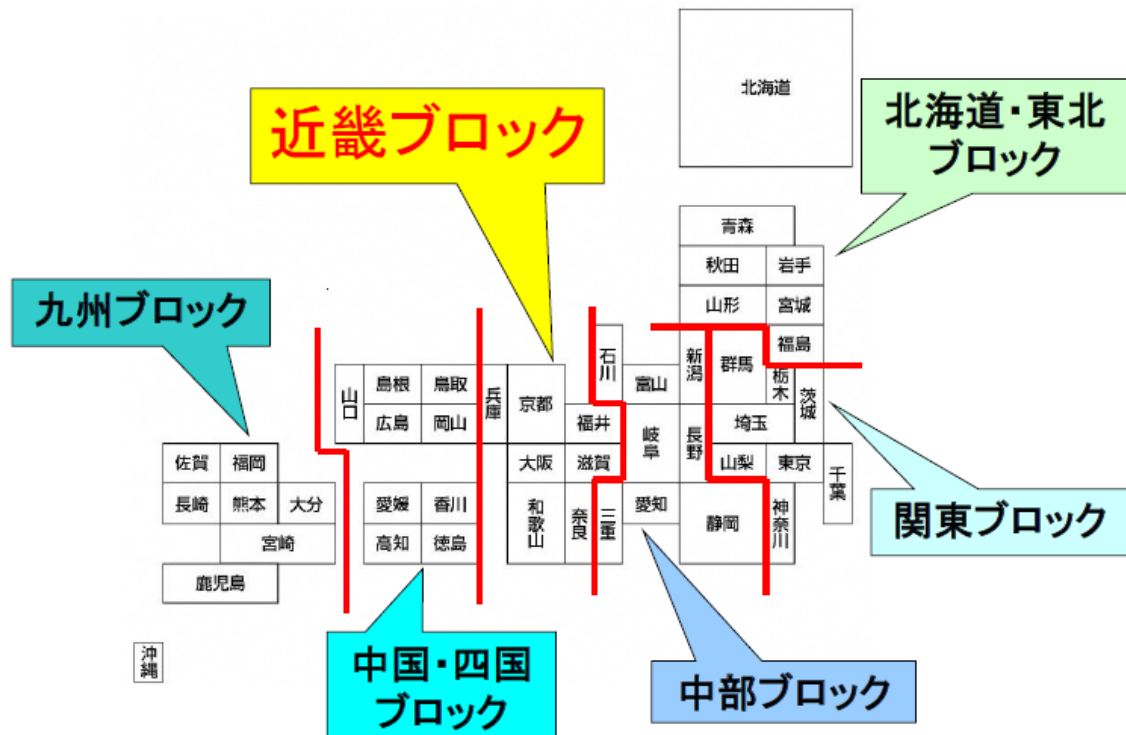 北海道
近畿ブロック
北海道・東北
ブロック
青森
秋田 岩手
九州ブロック
山形 宮城
石川 新潟 群馬 福島
山口 島根 鳥取 兵庫 京都 富山 栃木 茨城
広島 岡山 福井 岐阜 長野 埼玉
佐賀 福岡 大阪 滋賀 山梨 東京 千葉
長崎 熊本 大分 愛媛 香川 和歌山 奈良 三重 愛知 静岡 神奈川
関東ブロック
宮崎 高知 徳島
鹿児島
沖縄
中国・四国
ブロック
中部ブロック